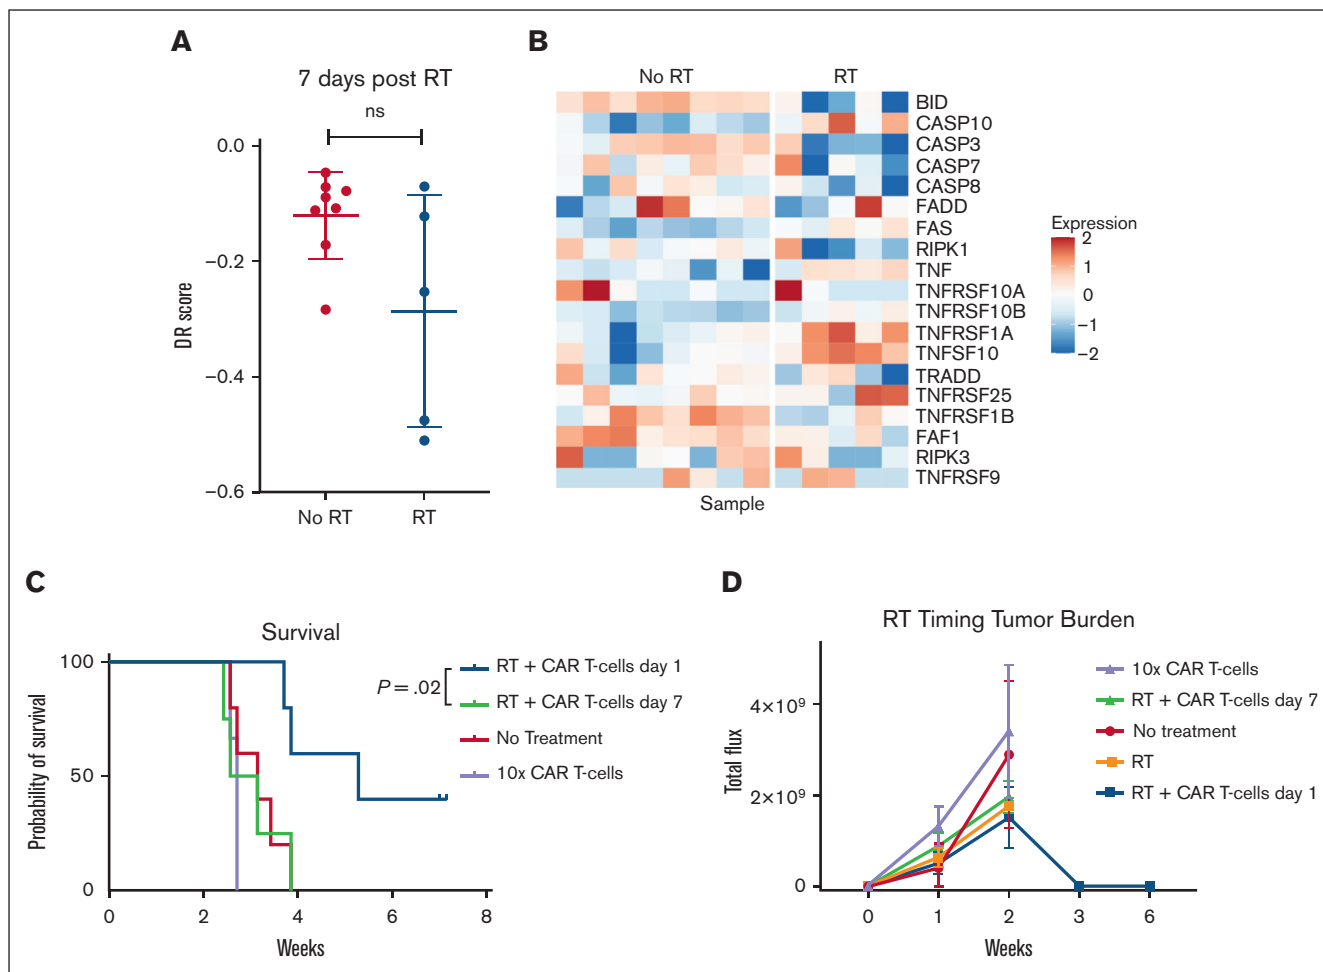 A
7 days post RT
ns
0.0
−0.2
−0.4
−0.6
DR score
No RT
RT
B
No RT
RT
BID
CASP10
CASP3
CASP7
CASP8
FADD
FAS
RIPK1
TNF
TNFRSF10A
TNFRSF10B
TNFRSF1A
TNFSF10
TRADD
TNFRSF25
TNFRSF1B
FAF1
RIPK3
TNFRSF9
Sample
Expression
2
1
0
−1
−2
C
Survival
100
50
0
Probability of survival
0
2
4
6
8
Weeks
P = .02
RT + CAR T-cells day 1
RT + CAR T-cells day 7
No Treatment
10x CAR T-cells
D
RT Timing Tumor Burden
4×10⁹
2×10⁹
0
Total flux
0
1
2
3
6
Weeks
10x CAR T-cells
RT + CAR T-cells day 7
No treatment
RT
RT + CAR T-cells day 1